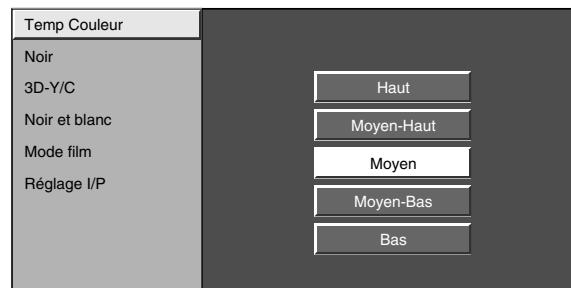 Temp Couleur
Noir
3D-Y/C
Noir et blanc
Mode film
Réglage I/P
Haut
Moyen-Haut
Moyen
Moyen-Bas
Bas